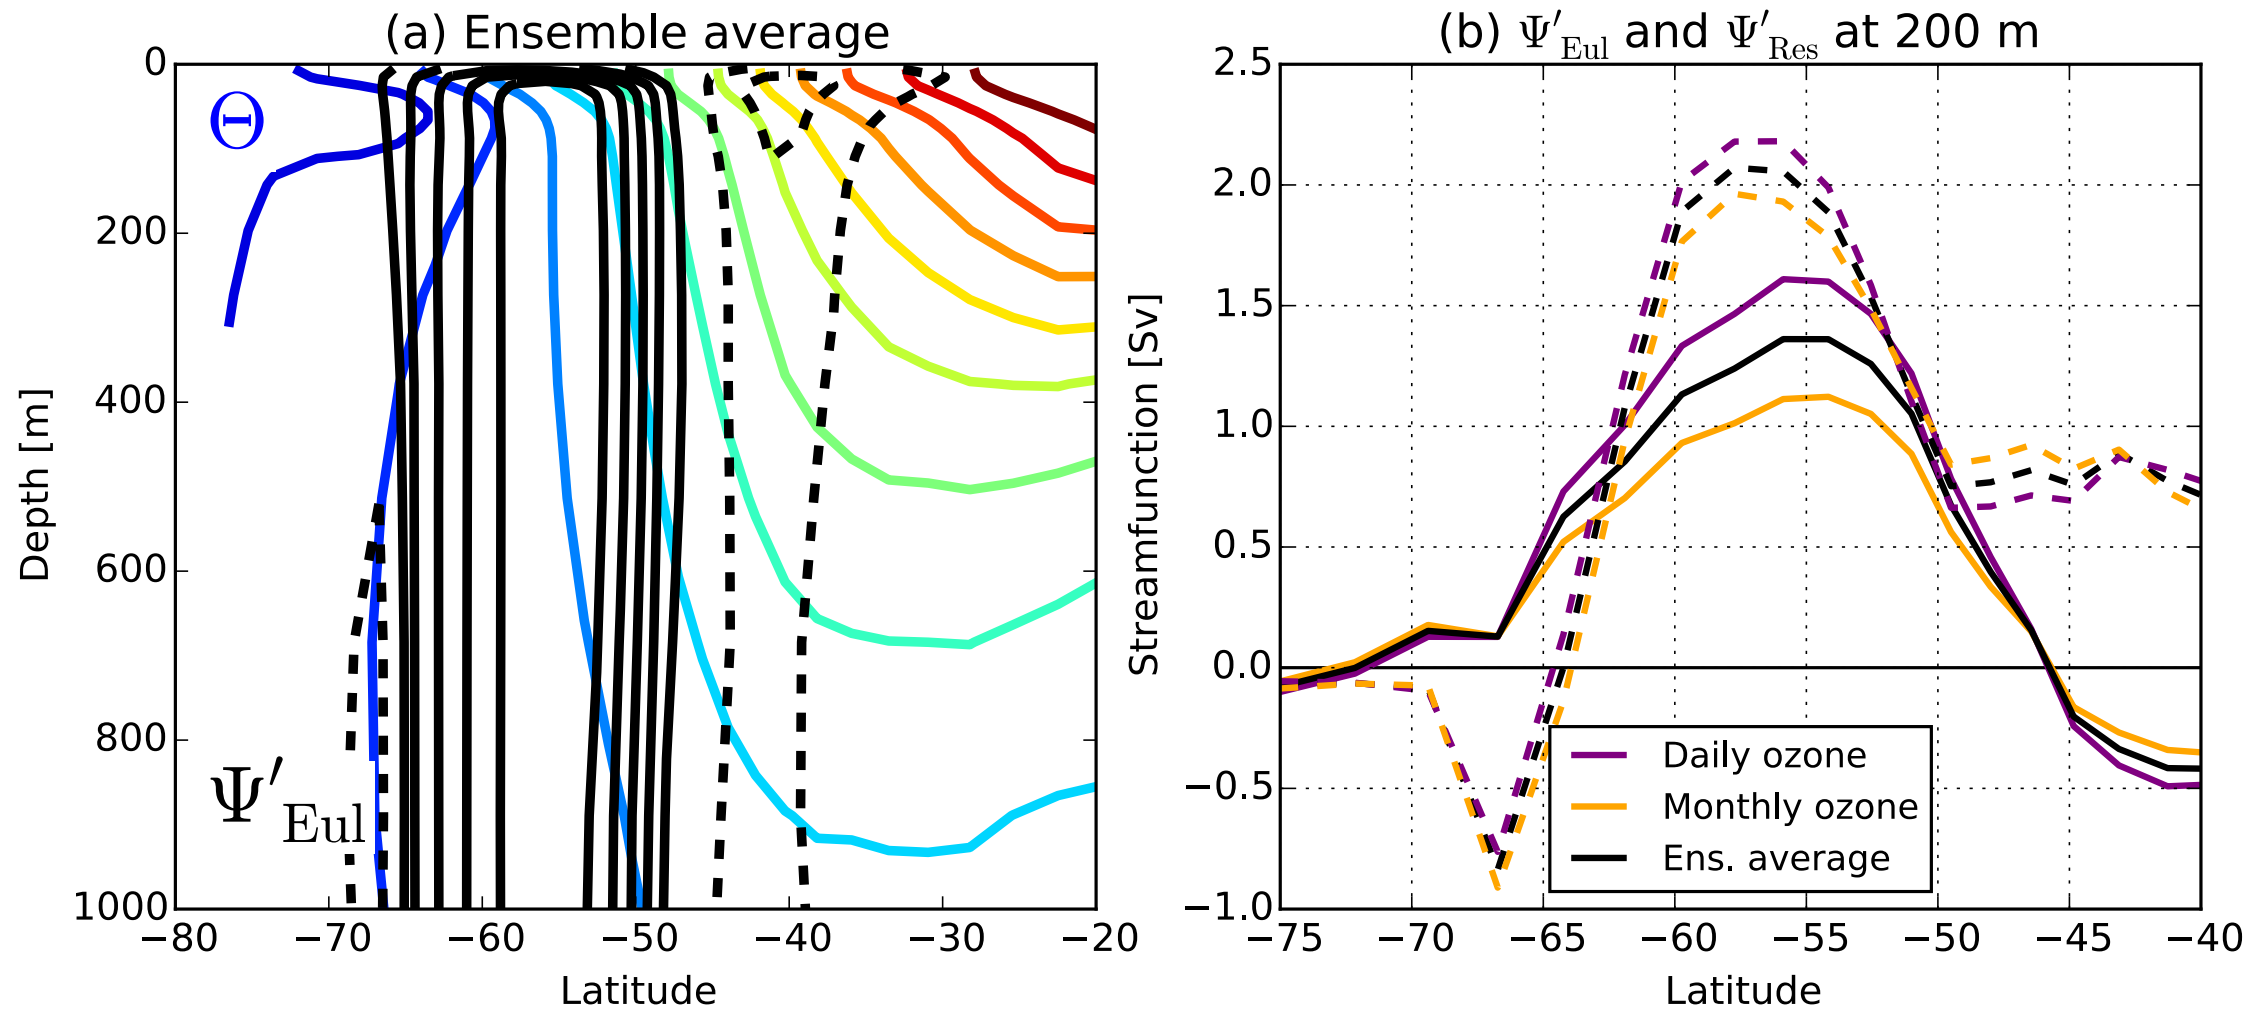 (a) Ensemble average
0
200
400
600
800
1000
Depth [m]
Θ
Ψ′Eul
−80 −70 −60 −50 −40 −30 −20
Latitude
(b) Ψ′Eul and Ψ′Res at 200 m
2.5
2.0
1.5
1.0
0.5
0.0
−0.5
−1.0
Streamfunction [Sv]
Daily ozone
Monthly ozone
Ens. average
−75 −70 −65 −60 −55 −50 −45 −40
Latitude